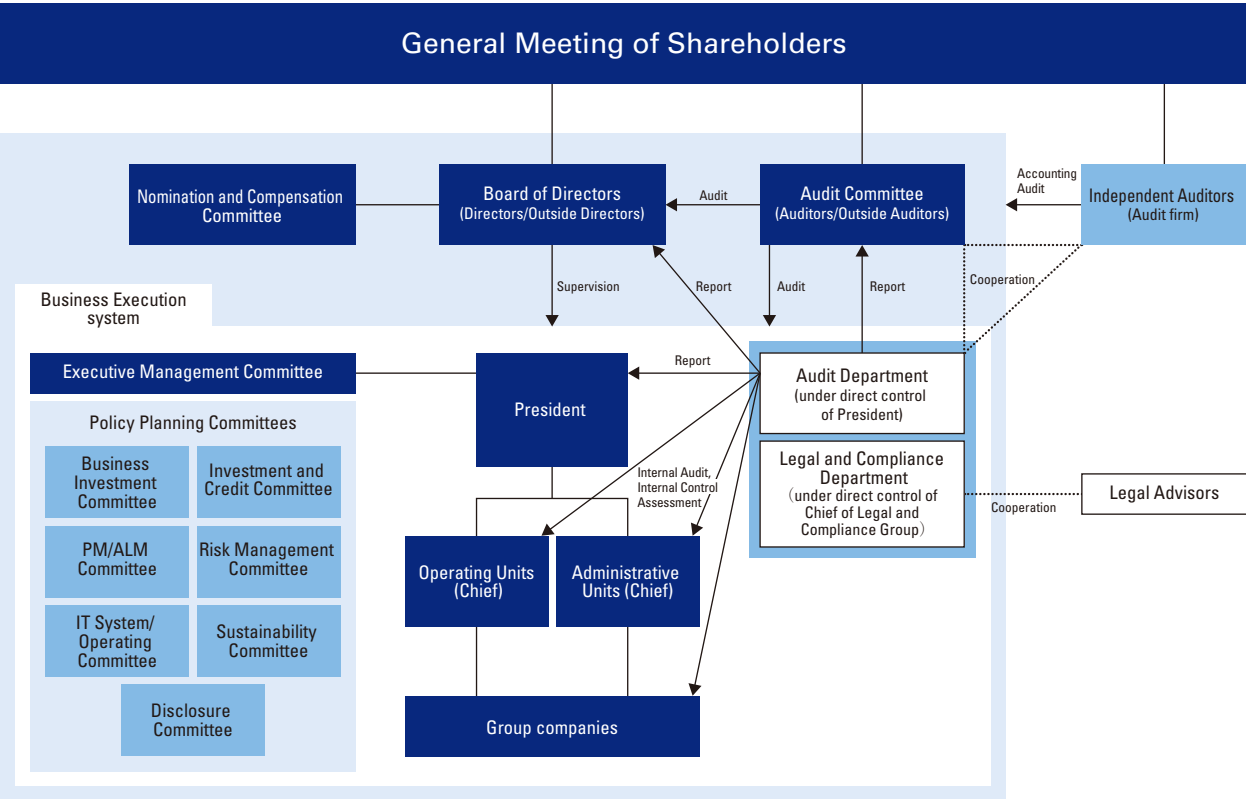 General Meeting of Shareholders
Nomination and Compensation
Committee
Board of Directors
(Directors/Outside Directors)
Audit
Audit Committee
(Auditors/Outside Auditors)
Accounting
Audit
Independent Auditors
(Audit firm)
Supervision
Report
Audit
Report
Cooperation
Business Execution
system
Executive Management Committee
President
Report
Audit Department
(under direct control
of President)
Policy Planning Committees
Business
Investment
Committee
Investment and
Credit Committee
PM/ALM
Committee
Risk Management
Committee
IT System/
Operating
Committee
Sustainability
Committee
Disclosure
Committee
Internal Audit,
Internal Control
Assessment
Legal and Compliance
Department
(under direct control of
Chief of Legal and
Compliance Group)
Cooperation
Legal Advisors
Operating Units
(Chief)
Administrative
Units (Chief)
Group companies